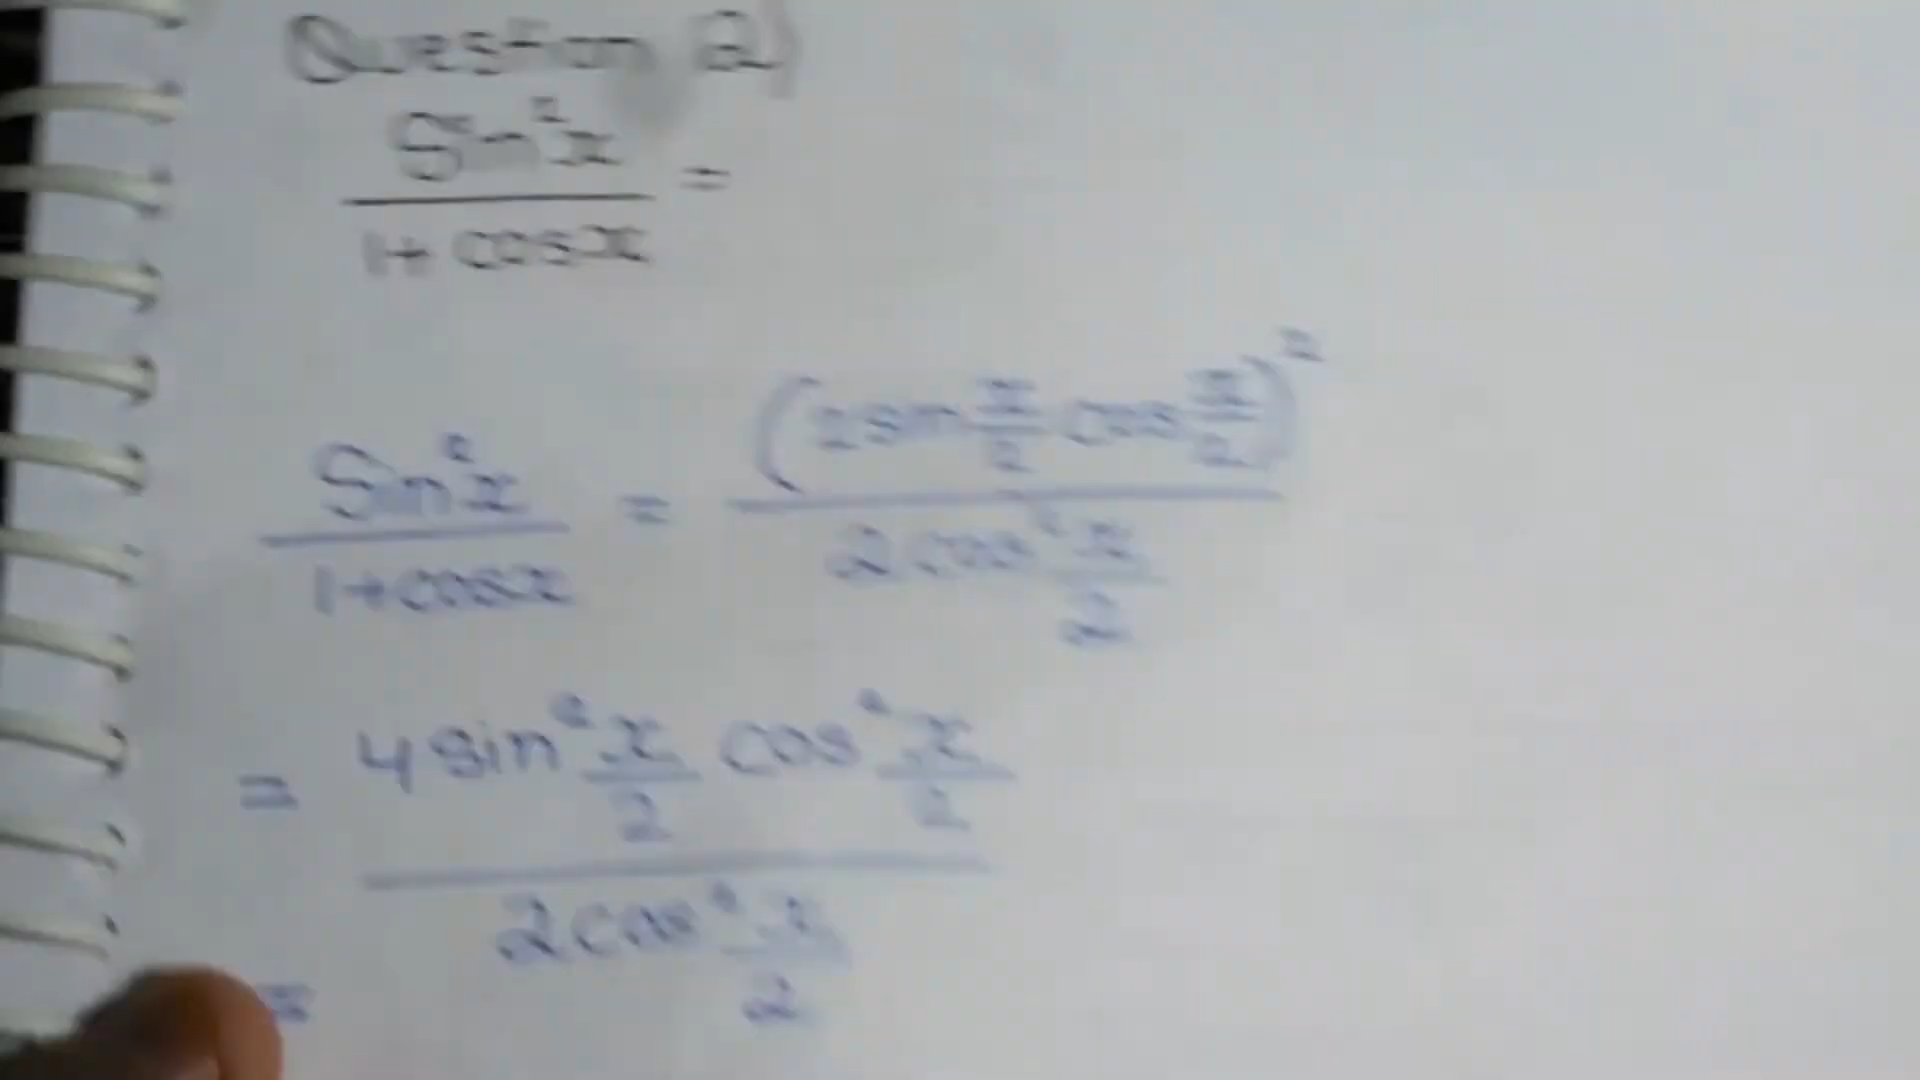 Question 2)
Sin²x
—— =
1+ cosx
Sin²x / 1+cosx = (2sin x/2 cos x/2)² / 2cos² x/2
= 4sin² x/2 cos² x/2 / 2cos² x/2
=